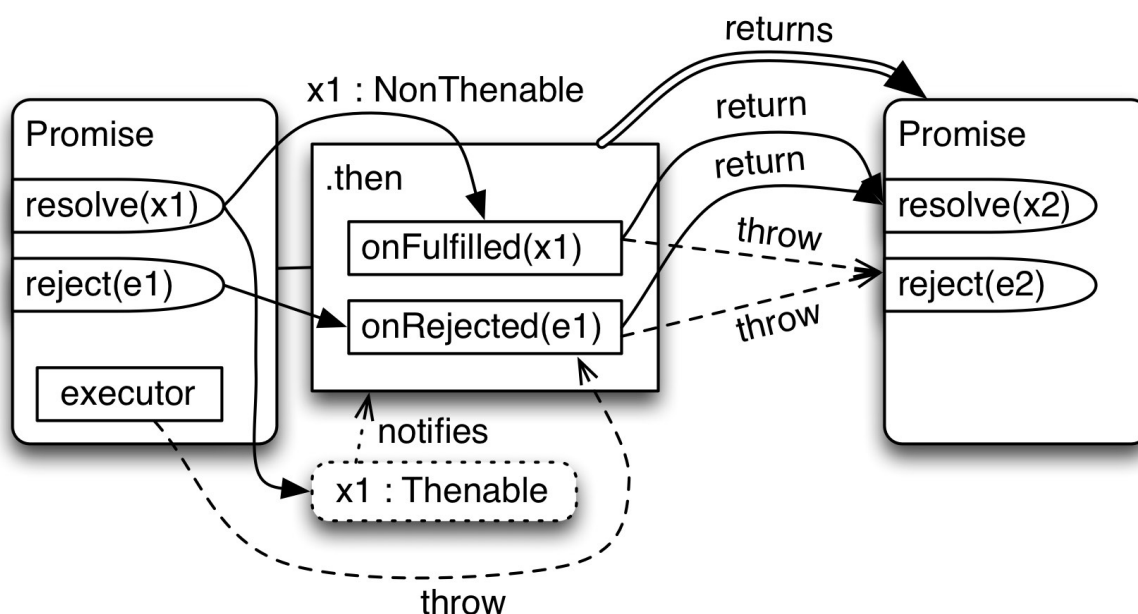 returns
x1 : NonThenable
return
Promise
.then
return
Promise
resolve(x1)
onFulfilled(x1)
throw
resolve(x2)
reject(e1)
onRejected(e1)
throw
reject(e2)
executor
notifies
x1 : Thenable
throw